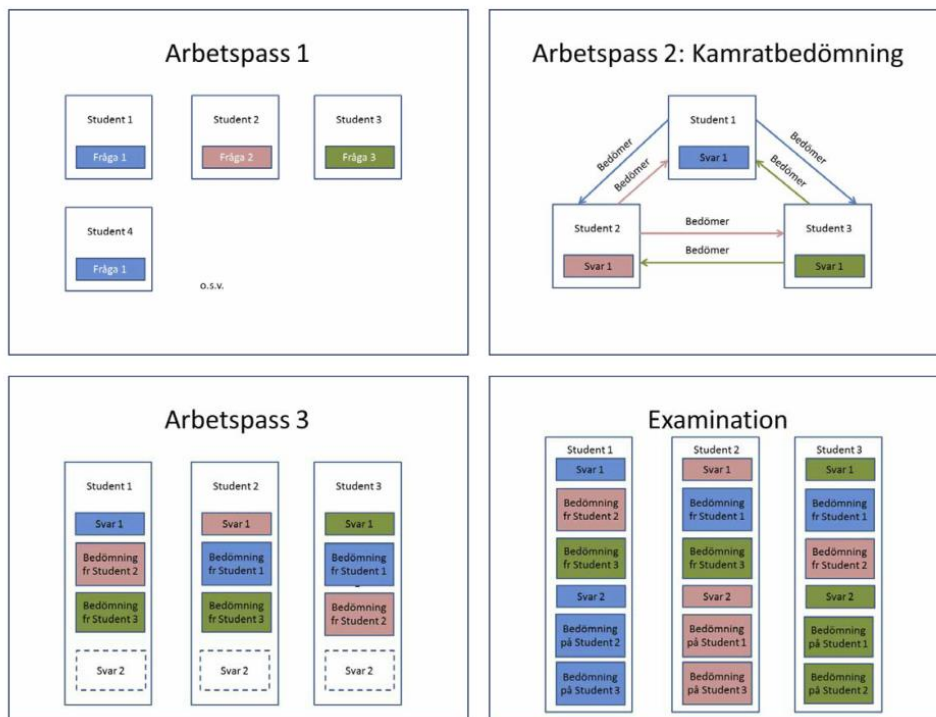 Arbetspass 1
Student 1
Fråga 1
Student 2
Fråga 2
Student 3
Fråga 3
Student 4
Fråga 1
o.s.v.
Arbetspass 2: Kamratbedömning
Student 1
Svar 1
Bedömer
Bedömer
Bedömer
Bedömer
Student 2
Svar 1
Bedömer
Bedömer
Student 3
Svar 1
Arbetspass 3
Student 1
Svar 1
Bedömning
fr Student 2
Bedömning
fr Student 3
Svar 2
Student 2
Svar 1
Bedömning
fr Student 1
Bedömning
fr Student 3
Svar 2
Student 3
Svar 1
Bedömning
fr Student 1
Bedömning
fr Student 2
Svar 2
Examination
Student 1
Svar 1
Bedömning
fr Student 2
Bedömning
fr Student 3
Svar 2
Bedömning
på Student 2
Bedömning
på Student 3
Student 2
Svar 1
Bedömning
fr Student 1
Bedömning
fr Student 3
Svar 2
Bedömning
på Student 1
Bedömning
på Student 3
Student 3
Svar 1
Bedömning
fr Student 1
Bedömning
fr Student 2
Svar 2
Bedömning
på Student 1
Bedömning
på Student 2